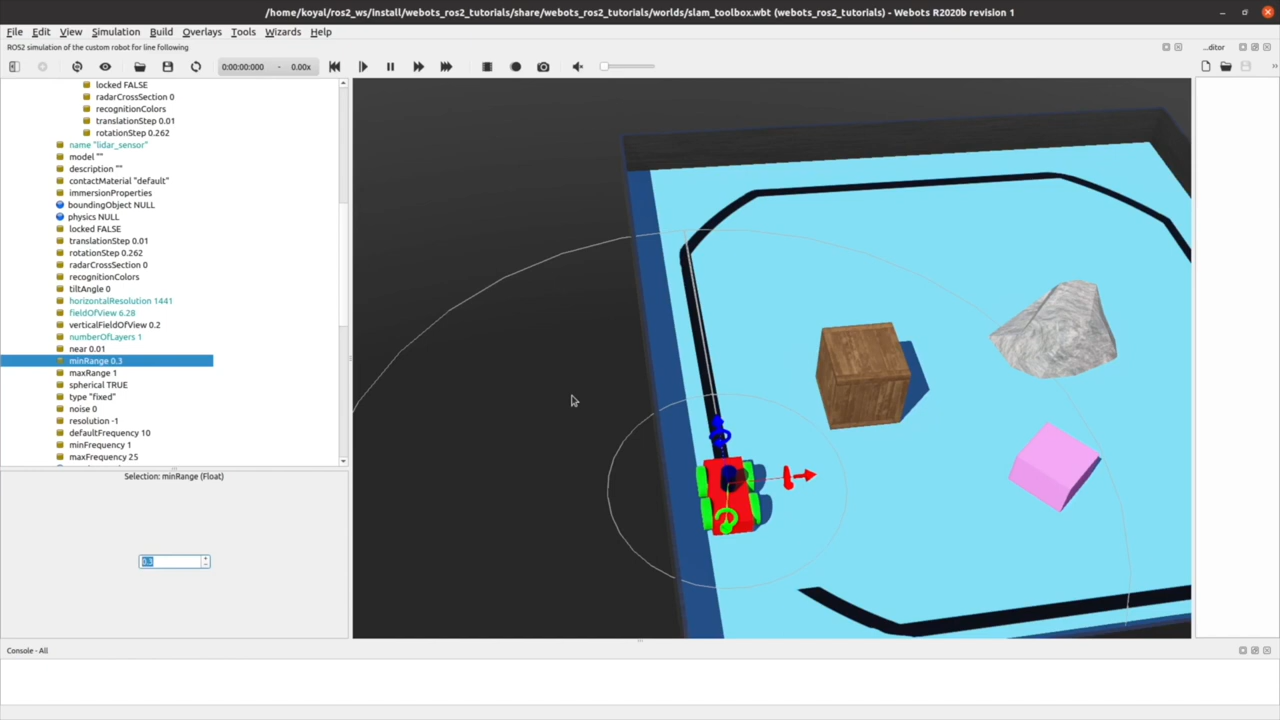 /home/koyal/ros2_ws/install/webots_ros2_tutorials/share/webots_ros2_tutorials/worlds/slam_toolbox.wbt (webots_ros2_tutorials) - Webots R2020b revision 1
File Edit View Simulation Build Overlays Tools Wizards Help
ROS2 simulation of the custom robot for line following
...ditor
0:00:00:000 - 0.00x
locked FALSE
radarCrossSection 0
recognitionColors
translationStep 0.01
rotationStep 0.262
name "lidar_sensor"
model ""
description ""
contactMaterial "default"
immersionProperties
boundingObject NULL
physics NULL
locked FALSE
translationStep 0.01
rotationStep 0.262
radarCrossSection 0
recognitionColors
tiltAngle 0
horizontalResolution 1441
fieldOfView 6.28
verticalFieldOfView 0.2
numberOfLayers 1
near 0.01
minRange 0.3
maxRange 1
spherical TRUE
type "fixed"
noise 0
resolution -1
defaultFrequency 10
minFrequency 1
maxFrequency 25
Selection: minRange (Float)
0.3
Console - All